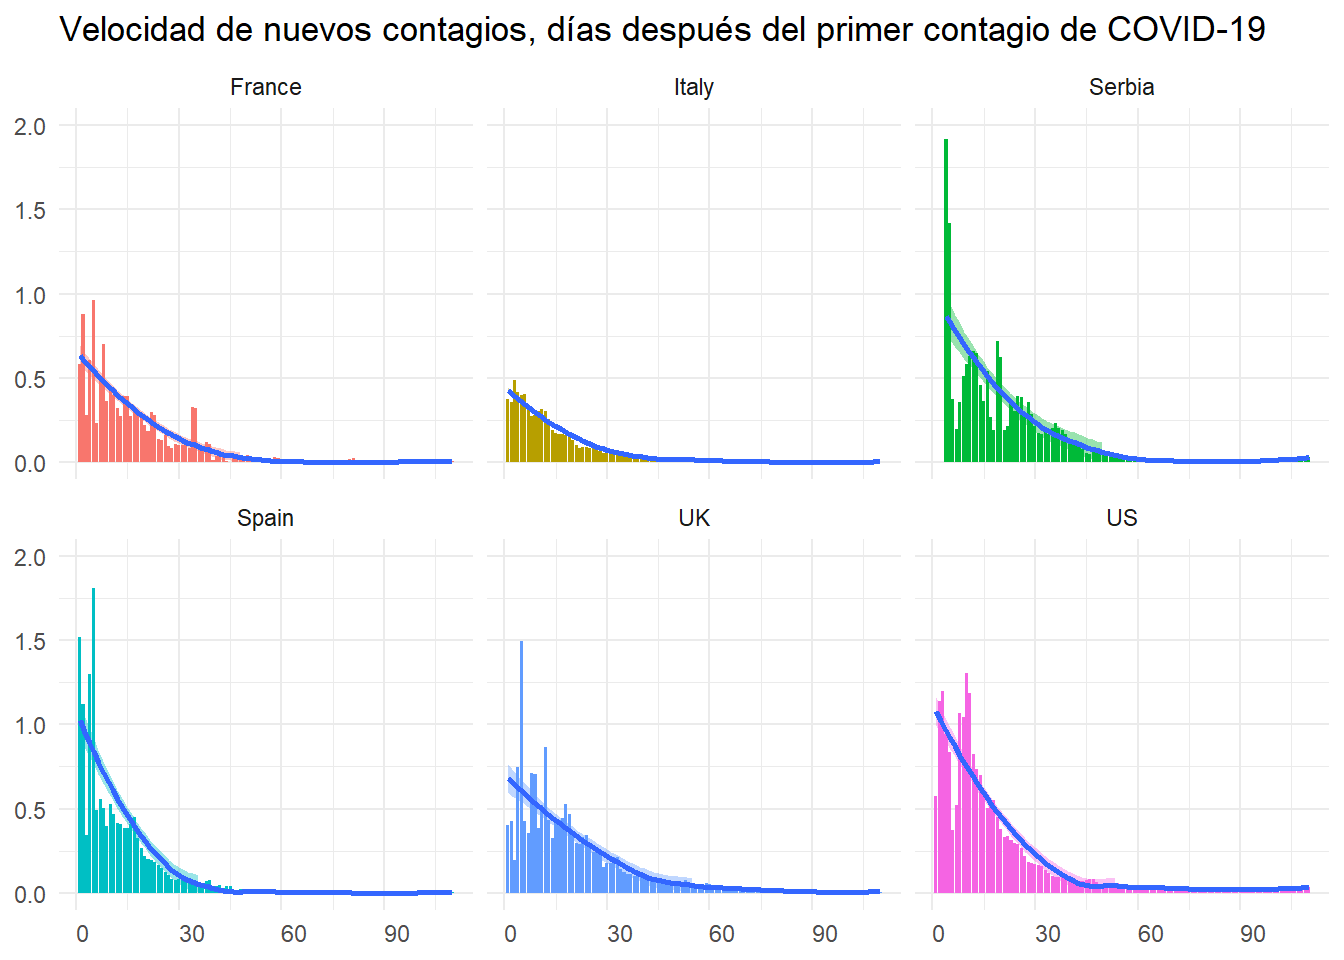 Velocidad de nuevos contagios, días después del primer contagio de COVID-19
France Italy Serbia
2.0
1.5
1.0
0.5
0.0
Spain UK US
2.0
1.5
1.0
0.5
0.0
0 30 60 90 0 30 60 90 0 30 60 90